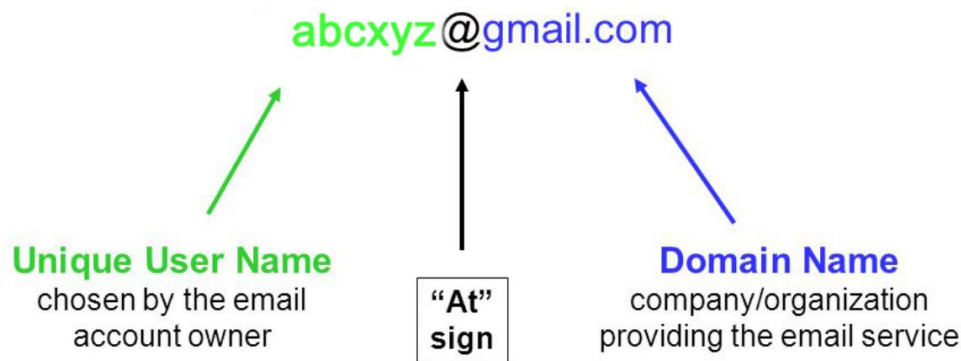 abcxyz@gmail.com
Unique User Name
chosen by the email
account owner
“At”
sign
Domain Name
company/organization
providing the email service